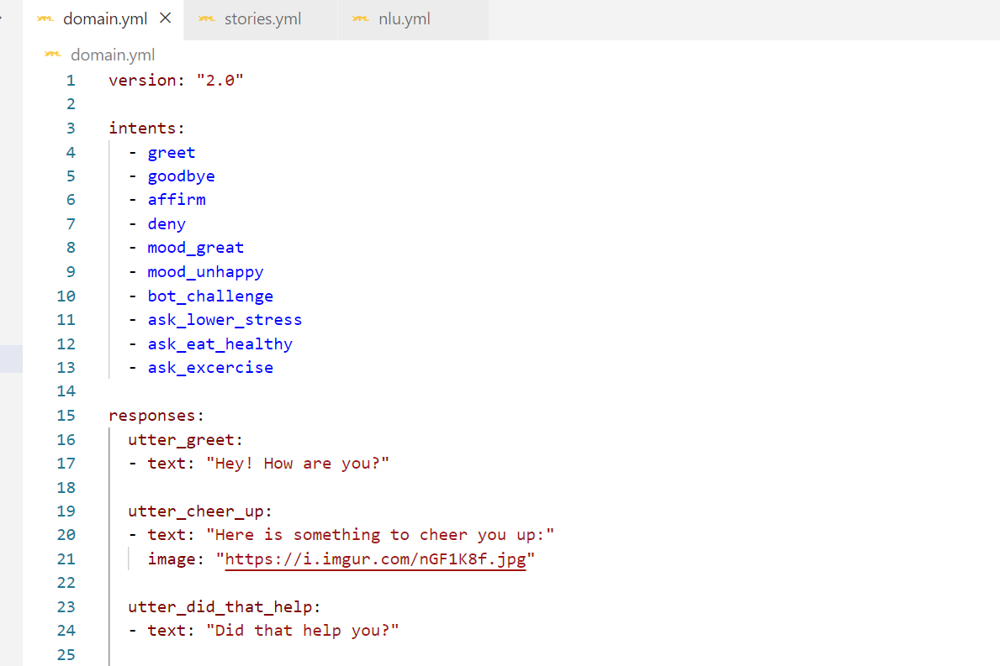 domain.yml stories.yml nlu.yml
domain.yml
1 version: "2.0"
2
3 intents:
4 - greet
5 - goodbye
6 - affirm
7 - deny
8 - mood_great
9 - mood_unhappy
10 - bot_challenge
11 - ask_lower_stress
12 - ask_eat_healthy
13 - ask_excercise
14
15 responses:
16 utter_greet:
17 - text: "Hey! How are you?"
18
19 utter_cheer_up:
20 - text: "Here is something to cheer you up:"
21 image: "https://i.imgur.com/nGF1K8f.jpg"
22
23 utter_did_that_help:
24 - text: "Did that help you?"
25